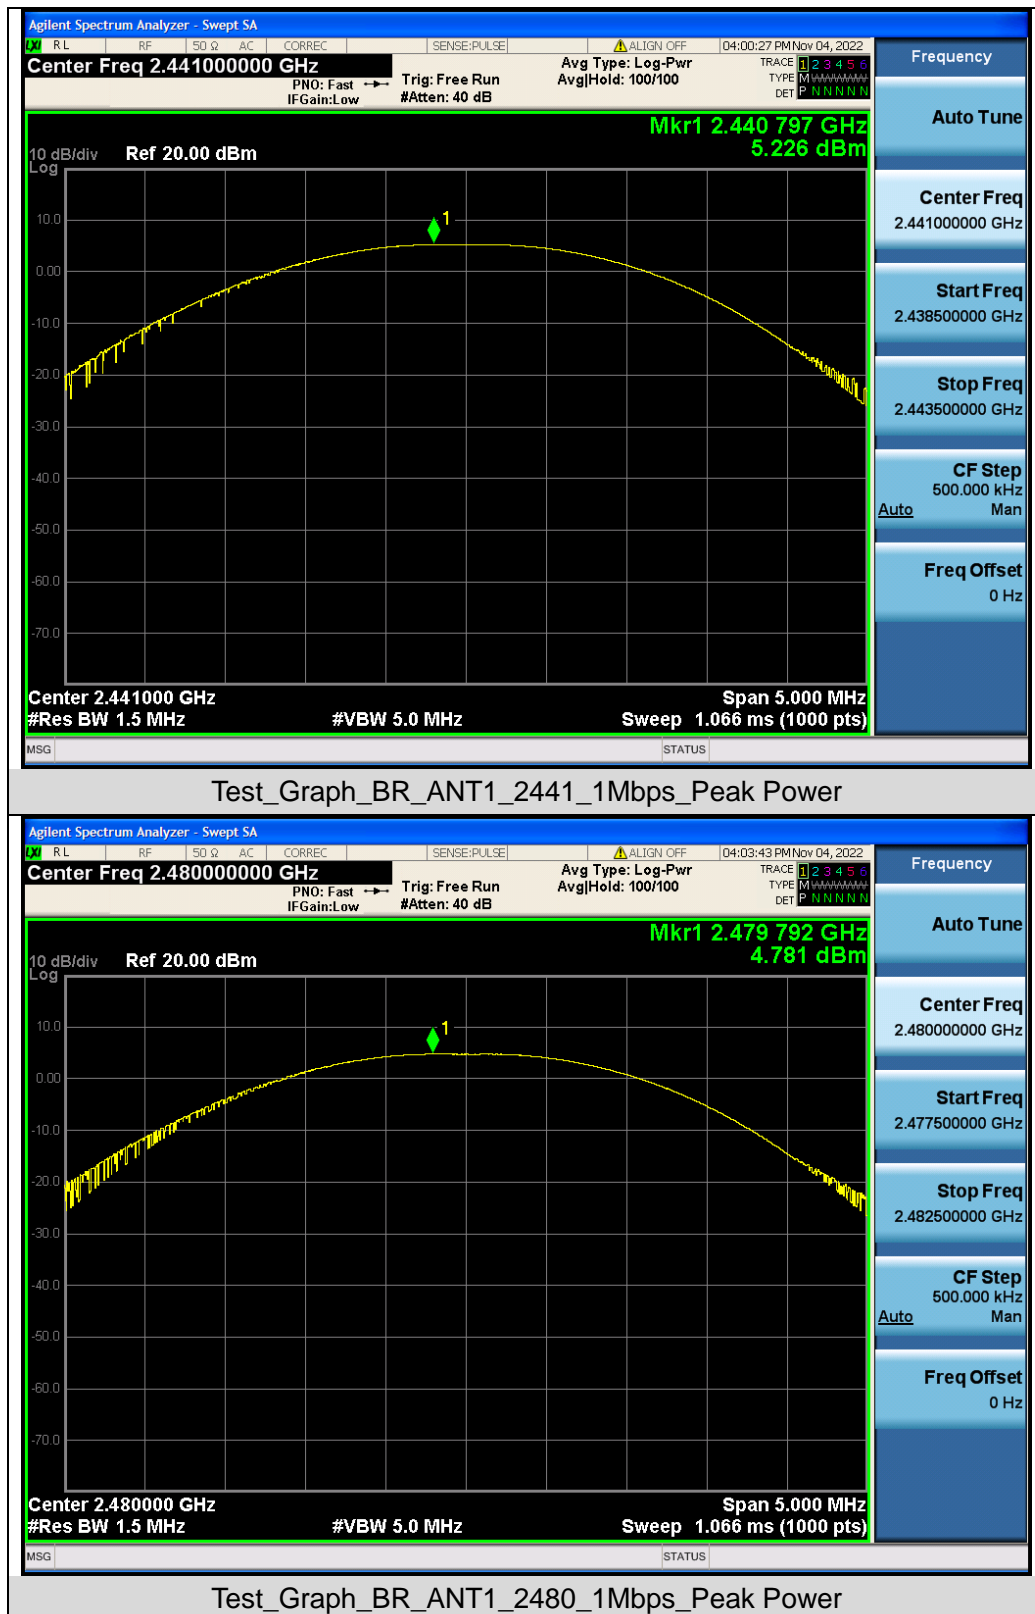 Agilent Spectrum Analyzer - Swept SA
LXI RL RF 50 Ω AC CORREC SENSE:PULSE ALIGN OFF 04:00:27 PM Nov 04, 2022
Center Freq 2.441000000 GHz
Avg Type: Log-Pwr
TRACE 1 2 3 4 5 6
PNO: Fast Trig: Free Run Avg|Hold: 100/100
TYPE M WWWWW
IFGain:Low #Atten: 40 dB
DET P N N N N N
Mkr1 2.440 797 GHz
5.226 dBm
10 dB/div Ref 20.00 dBm
Log
1
10.0
0.00
-10.0
-20.0
-30.0
-40.0
-50.0
-60.0
-70.0
Center 2.441000 GHz Span 5.000 MHz
#Res BW 1.5 MHz #VBW 5.0 MHz Sweep 1.066 ms (1000 pts)
MSG STATUS
Frequency
Auto Tune
Center Freq
2.441000000 GHz
Start Freq
2.438500000 GHz
Stop Freq
2.443500000 GHz
CF Step
500.000 kHz
Auto Man
Freq Offset
0 Hz
Test_Graph_BR_ANT1_2441_1Mbps_Peak Power
Agilent Spectrum Analyzer - Swept SA
LXI RL RF 50 Ω AC CORREC SENSE:PULSE ALIGN OFF 04:03:43 PM Nov 04, 2022
Center Freq 2.480000000 GHz
Avg Type: Log-Pwr
TRACE 1 2 3 4 5 6
PNO: Fast Trig: Free Run Avg|Hold: 100/100
TYPE M WWWWW
IFGain:Low #Atten: 40 dB
DET P N N N N N
Mkr1 2.479 792 GHz
4.781 dBm
10 dB/div Ref 20.00 dBm
Log
1
10.0
0.00
-10.0
-20.0
-30.0
-40.0
-50.0
-60.0
-70.0
Center 2.480000 GHz Span 5.000 MHz
#Res BW 1.5 MHz #VBW 5.0 MHz Sweep 1.066 ms (1000 pts)
MSG STATUS
Frequency
Auto Tune
Center Freq
2.480000000 GHz
Start Freq
2.477500000 GHz
Stop Freq
2.482500000 GHz
CF Step
500.000 kHz
Auto Man
Freq Offset
0 Hz
Test_Graph_BR_ANT1_2480_1Mbps_Peak Power